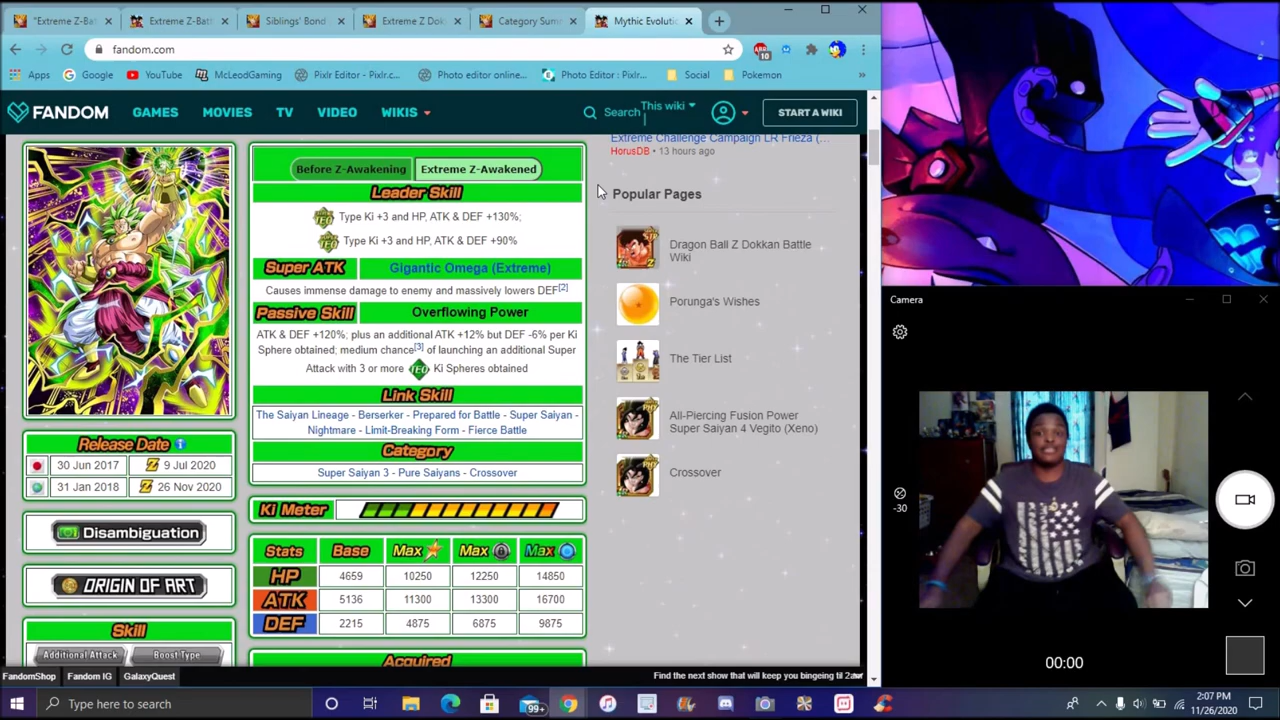 "Extreme Z-Bat
Extreme Z-Batt
Siblings' Bond
Extreme Z Dok
Category Sum
Mythic Evolutio
fandom.com
10
Apps
Google
YouTube
McLeodGaming
Pixlr Editor - Pixlr.c...
Photo editor online...
Photo Editor : Pixlr...
Social
Pokemon
»
FANDOM
GAMES
MOVIES
TV
VIDEO
WIKIS
Search
This wiki
START A WIKI
Before Z-Awakening
Extreme Z-Awakened
Leader Skill
Type Ki +3 and HP, ATK & DEF +130%;
Type Ki +3 and HP, ATK & DEF +90%
Super ATK
Gigantic Omega (Extreme)
Causes immense damage to enemy and massively lowers DEF[2]
Passive Skill
Overflowing Power
ATK & DEF +120%; plus an additional ATK +12% but DEF -6% per Ki
Sphere obtained; medium chance[3] of launching an additional Super
Attack with 3 or more TEQ Ki Spheres obtained
Link Skill
The Saiyan Lineage - Berserker - Prepared for Battle - Super Saiyan -
Nightmare - Limit-Breaking Form - Fierce Battle
Category
Super Saiyan 3 - Pure Saiyans - Crossover
Ki Meter
Stats Base Max Max Max
HP 4659 10250 12250 14850
ATK 5136 11300 13300 16700
DEF 2215 4875 6875 9875
Acquired
Release Date
30 Jun 2017 Z 9 Jul 2020
31 Jan 2018 Z 26 Nov 2020
Disambiguation
ORIGIN OF ART
Skill
Additional Attack
Boost Type
Extreme Challenge Campaign LR Frieza (...
HorusDB • 13 hours ago
Popular Pages
Dragon Ball Z Dokkan Battle
Wiki
Porunga's Wishes
The Tier List
All-Piercing Fusion Power
Super Saiyan 4 Vegito (Xeno)
Crossover
FandomShop
Fandom IG
GalaxyQuest
Find the next show that will keep you bingeing til 2am
Camera
-30
00:00
Type here to search
99+
2:07 PM
11/26/2020